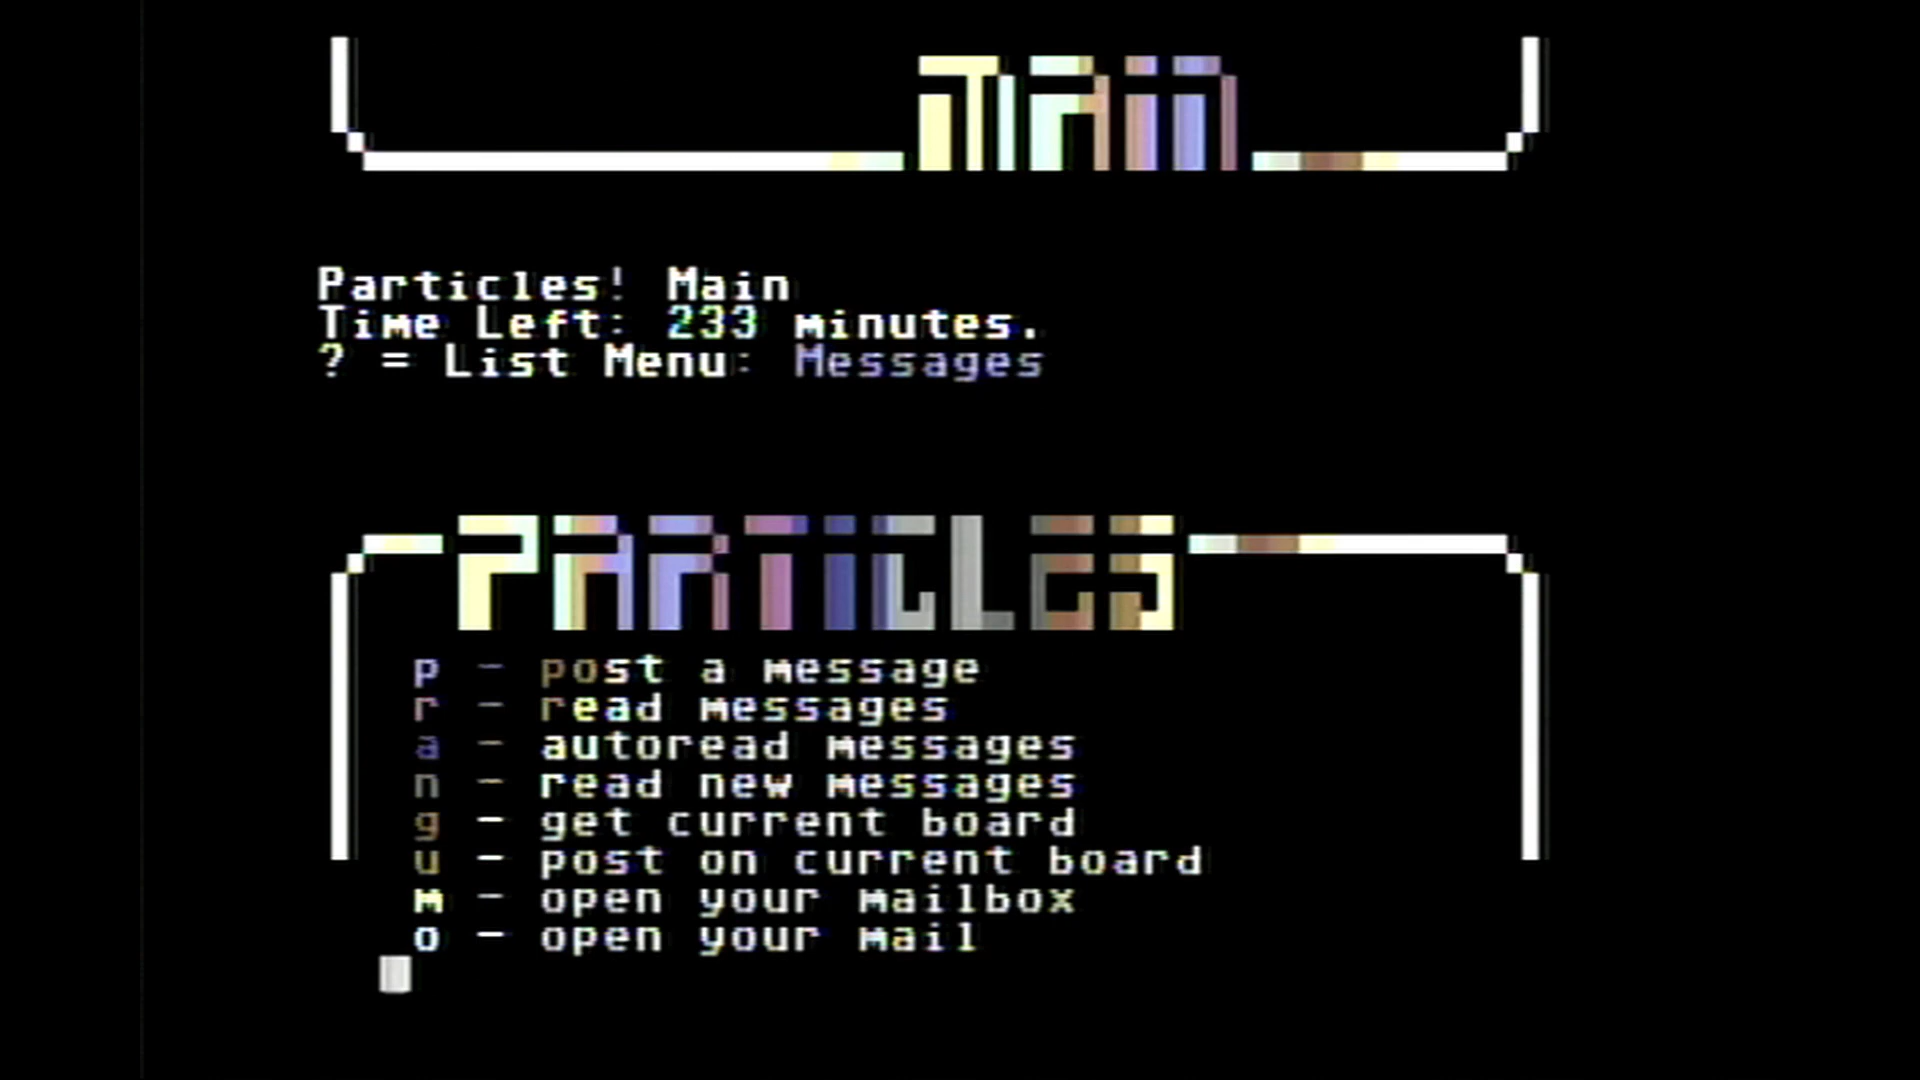 MAIN
Particles! Main
Time Left: 233 minutes.
? = List Menu: Messages
PARTICLES
p - post a message
r - read messages
a - autoread messages
n - read new messages
g - get current board
u - post on current board
m - open your mailbox
o - open your mail